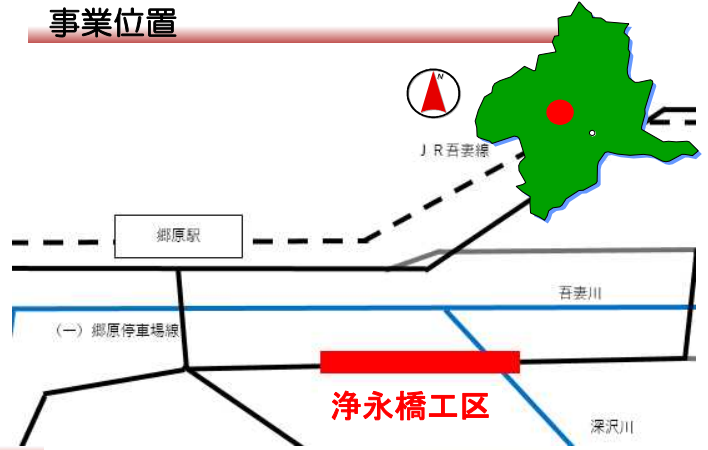 事業位置
N
JR吾妻線
郷原駅
吾妻川
(一)郷原停車場線
浄永橋工区
深沢川